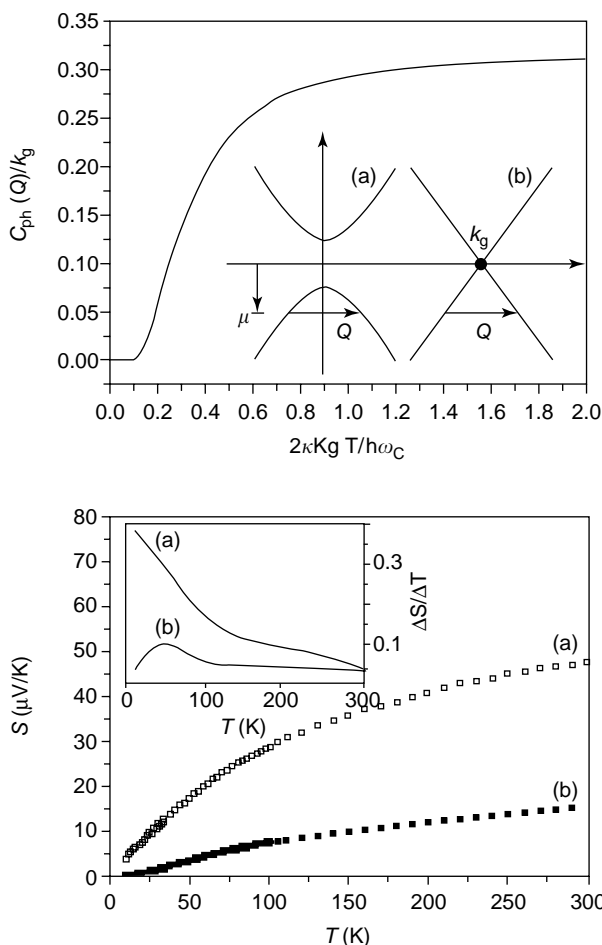 0.35
0.30
0.25
0.20
0.15
0.10
0.05
0.00
C_ph (Q)/k_g
(a)
(b)
k_g
μ
Q
Q
0.0 0.2 0.4 0.6 0.8 1.0 1.2 1.4 1.6 1.8 2.0
2κKg T/hω_C
80
70
60
50
40
30
20
10
0
S (μV/K)
(a)
(b)
0.3
0.1
ΔS/ΔT
0 100 200 300
T (K)
(a)
(b)
0 25 50 100 150 200 250 300
T (K)